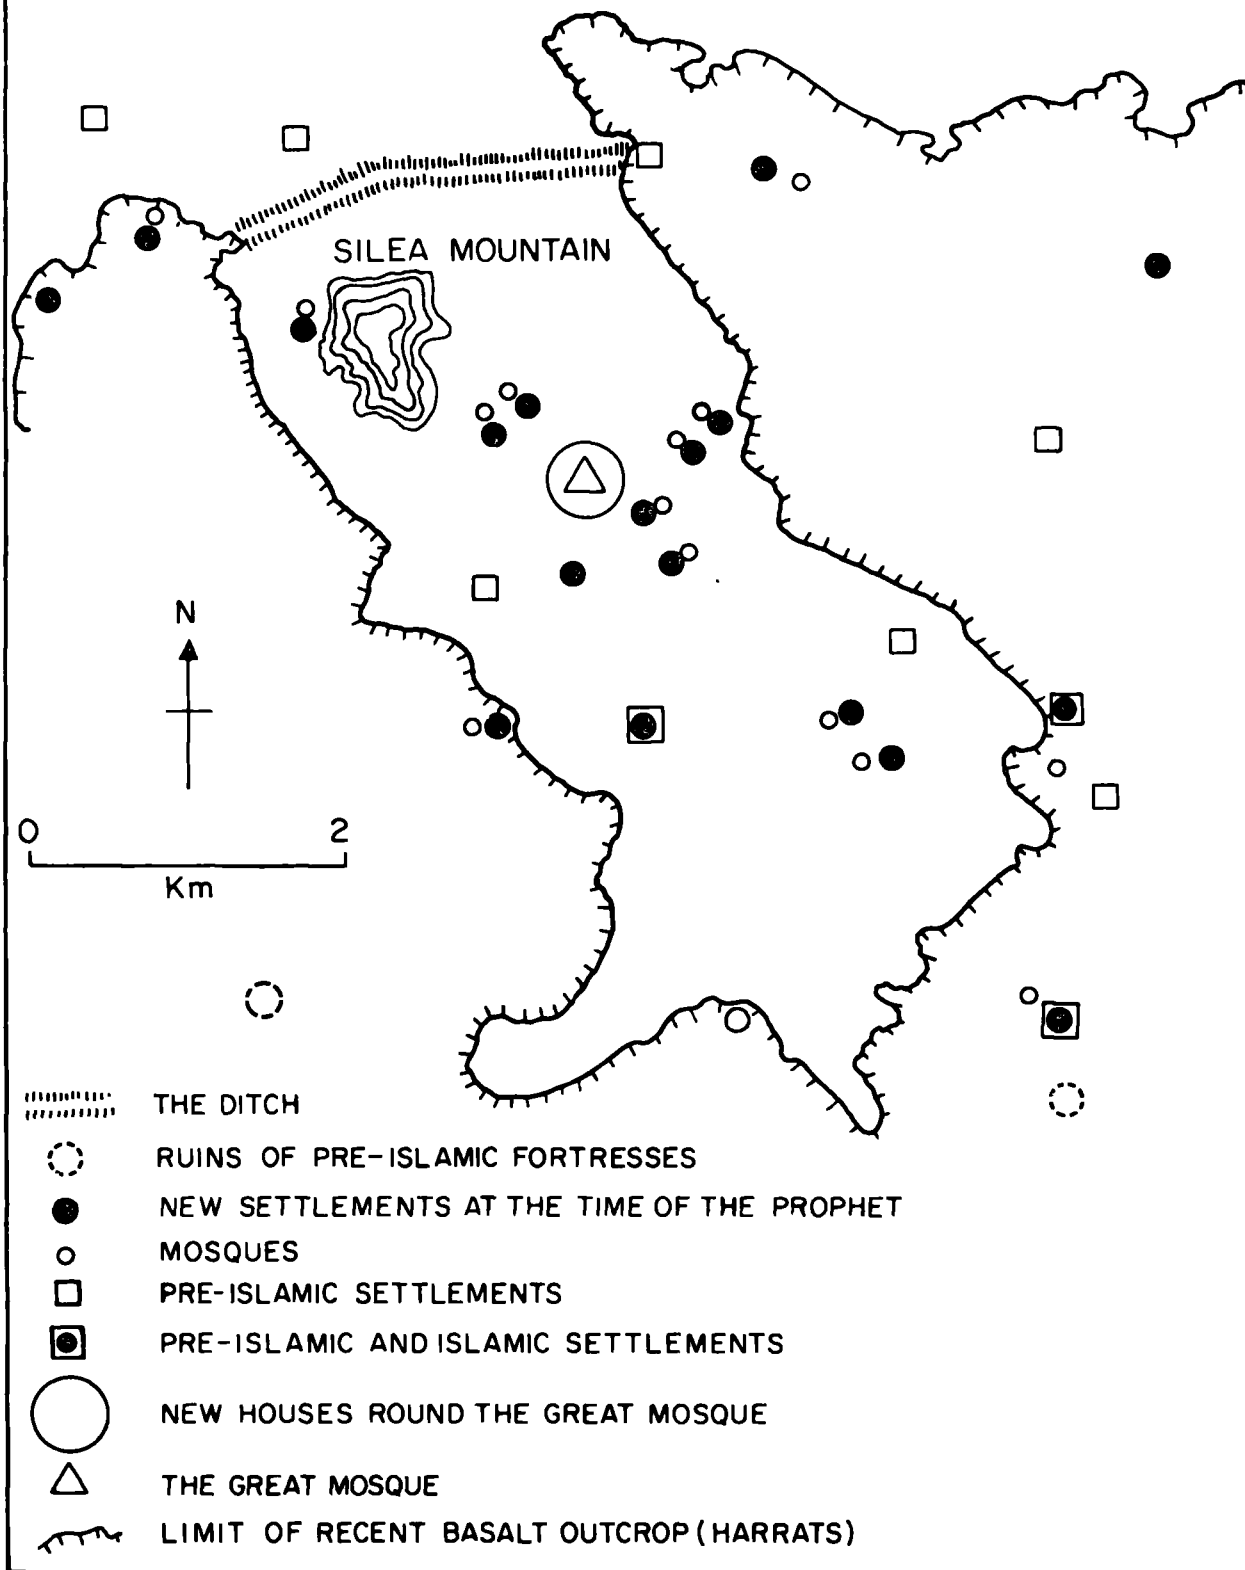 SILEA MOUNTAIN
N
0 2
Km
THE DITCH
RUINS OF PRE-ISLAMIC FORTRESSES
NEW SETTLEMENTS AT THE TIME OF THE PROPHET
MOSQUES
PRE-ISLAMIC SETTLEMENTS
PRE-ISLAMIC AND ISLAMIC SETTLEMENTS
NEW HOUSES ROUND THE GREAT MOSQUE
THE GREAT MOSQUE
LIMIT OF RECENT BASALT OUTCROP (HARRATS)